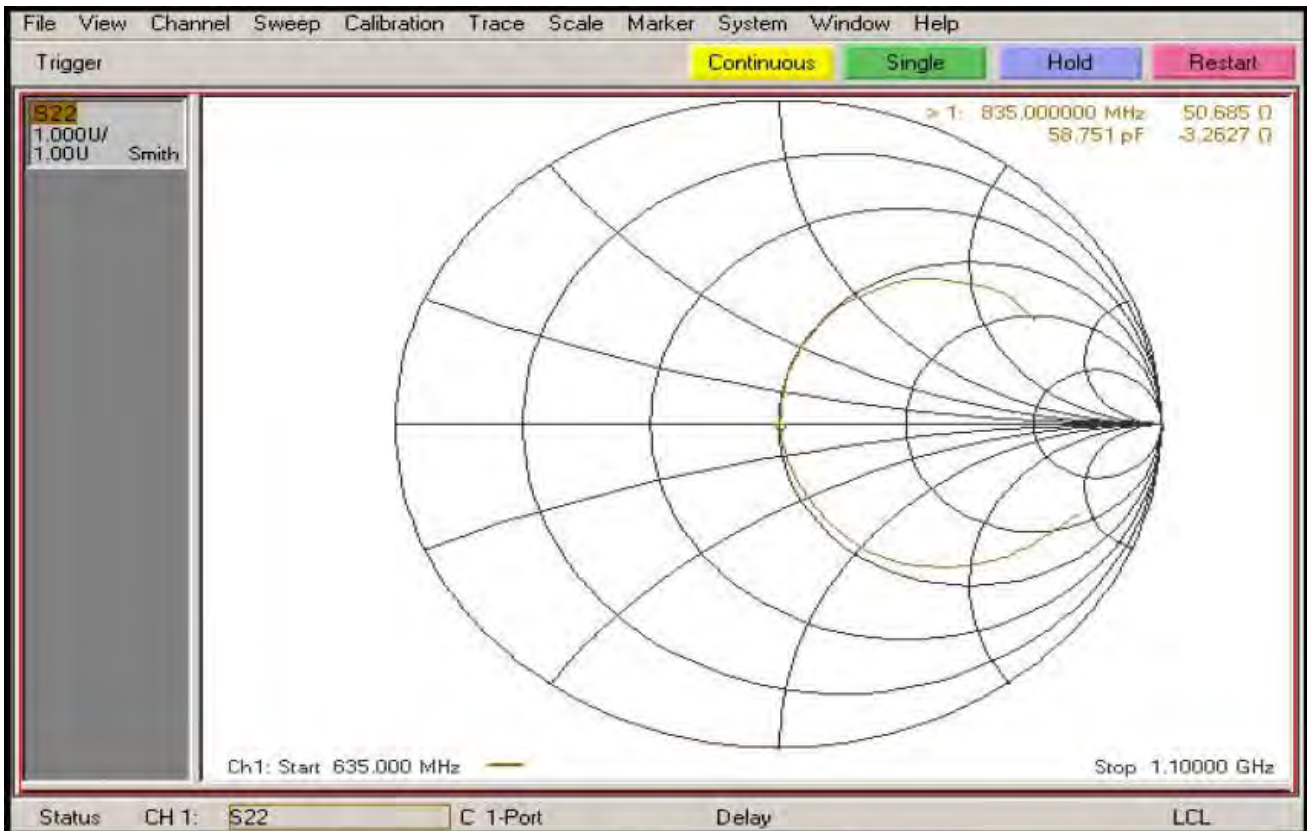 File View Channel Sweep Calibration Trace Scale Marker System Window Help
Trigger Continuous Single Hold Restart
S22
1.000U/
1.00U Smith
> 1: 835.000000 MHz 50.685 Ω
58.751 pF -3.2627 Ω
Ch1: Start 635.000 MHz Stop 1.10000 GHz
Status CH 1: S22 C 1-Port Delay LCL